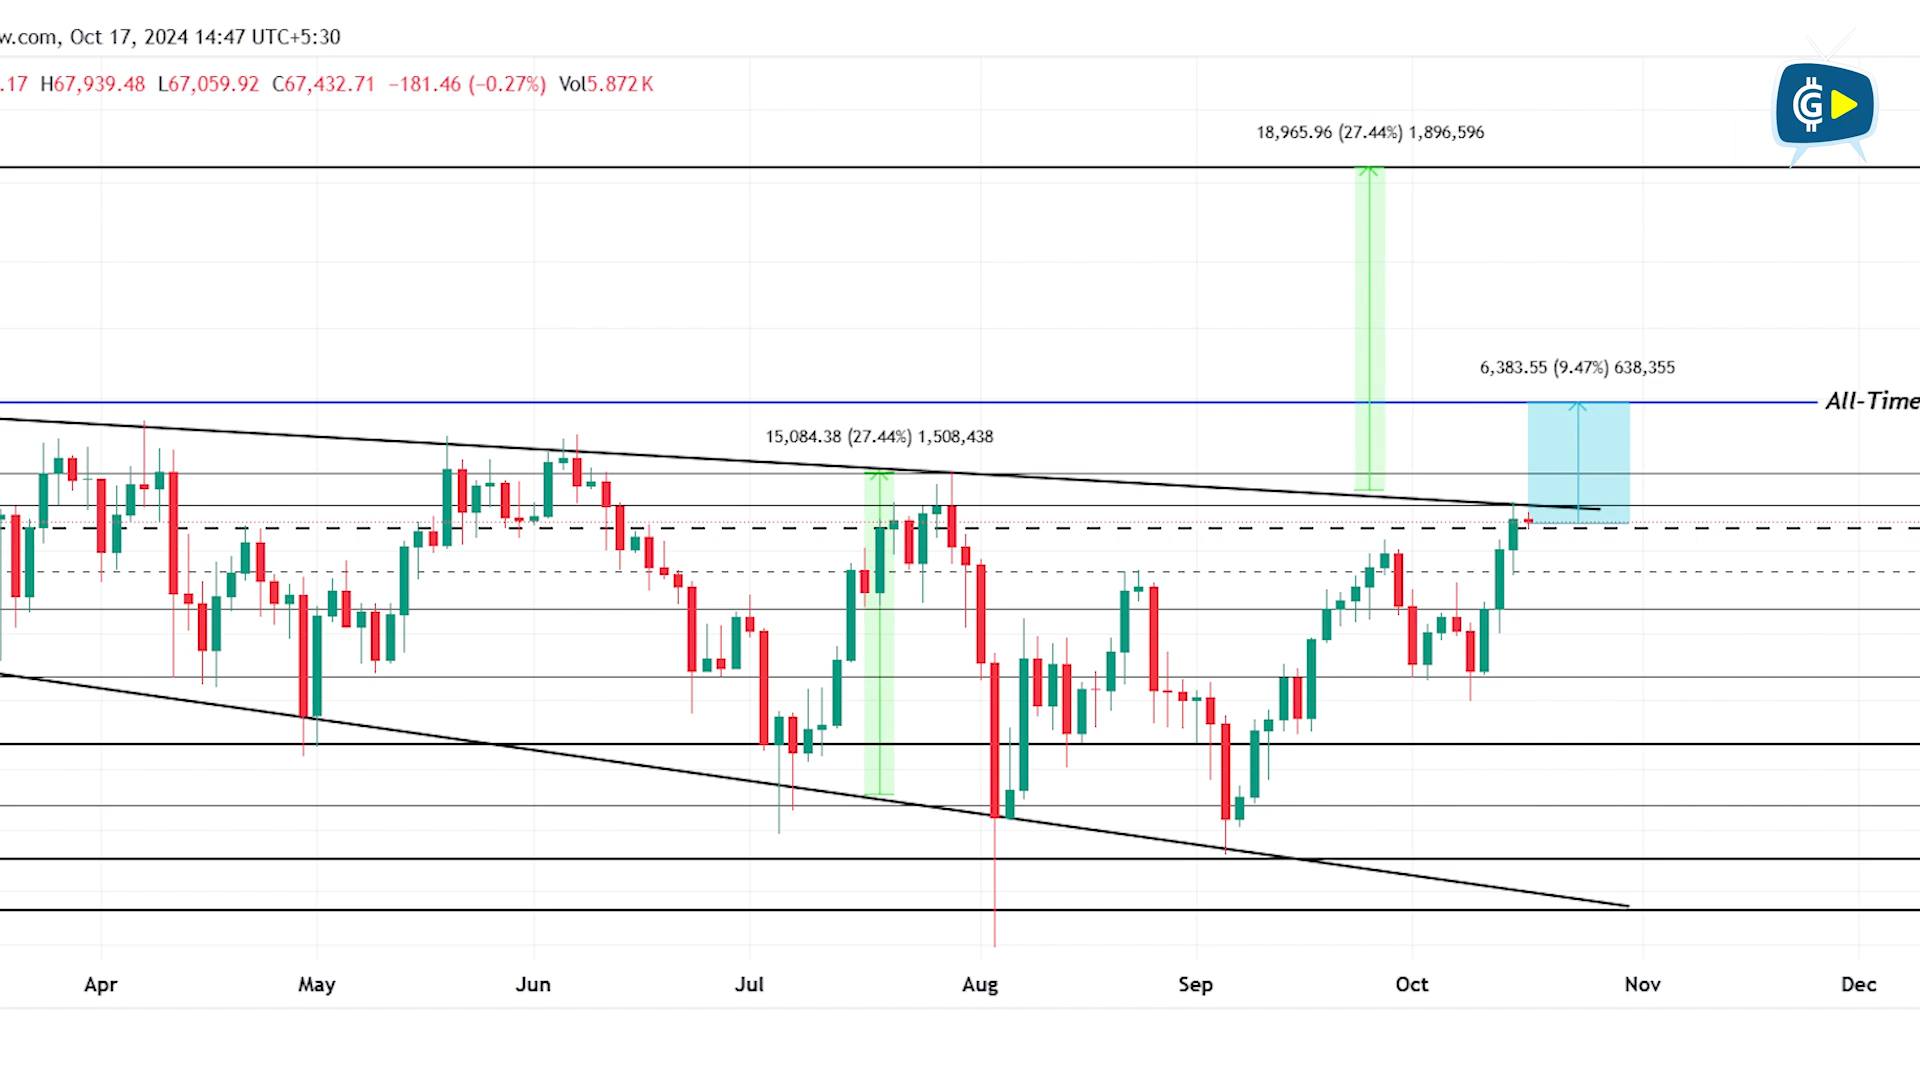 w.com, Oct 17, 2024 14:47 UTC+5:30
.17 H67,939.48 L67,059.92 C67,432.71 −181.46 (−0.27%) Vol5.872 K
18,965.96 (27.44%) 1,896,596
6,383.55 (9.47%) 638,355
All-Time
15,084.38 (27.44%) 1,508,438
Apr May Jun Jul Aug Sep Oct Nov Dec